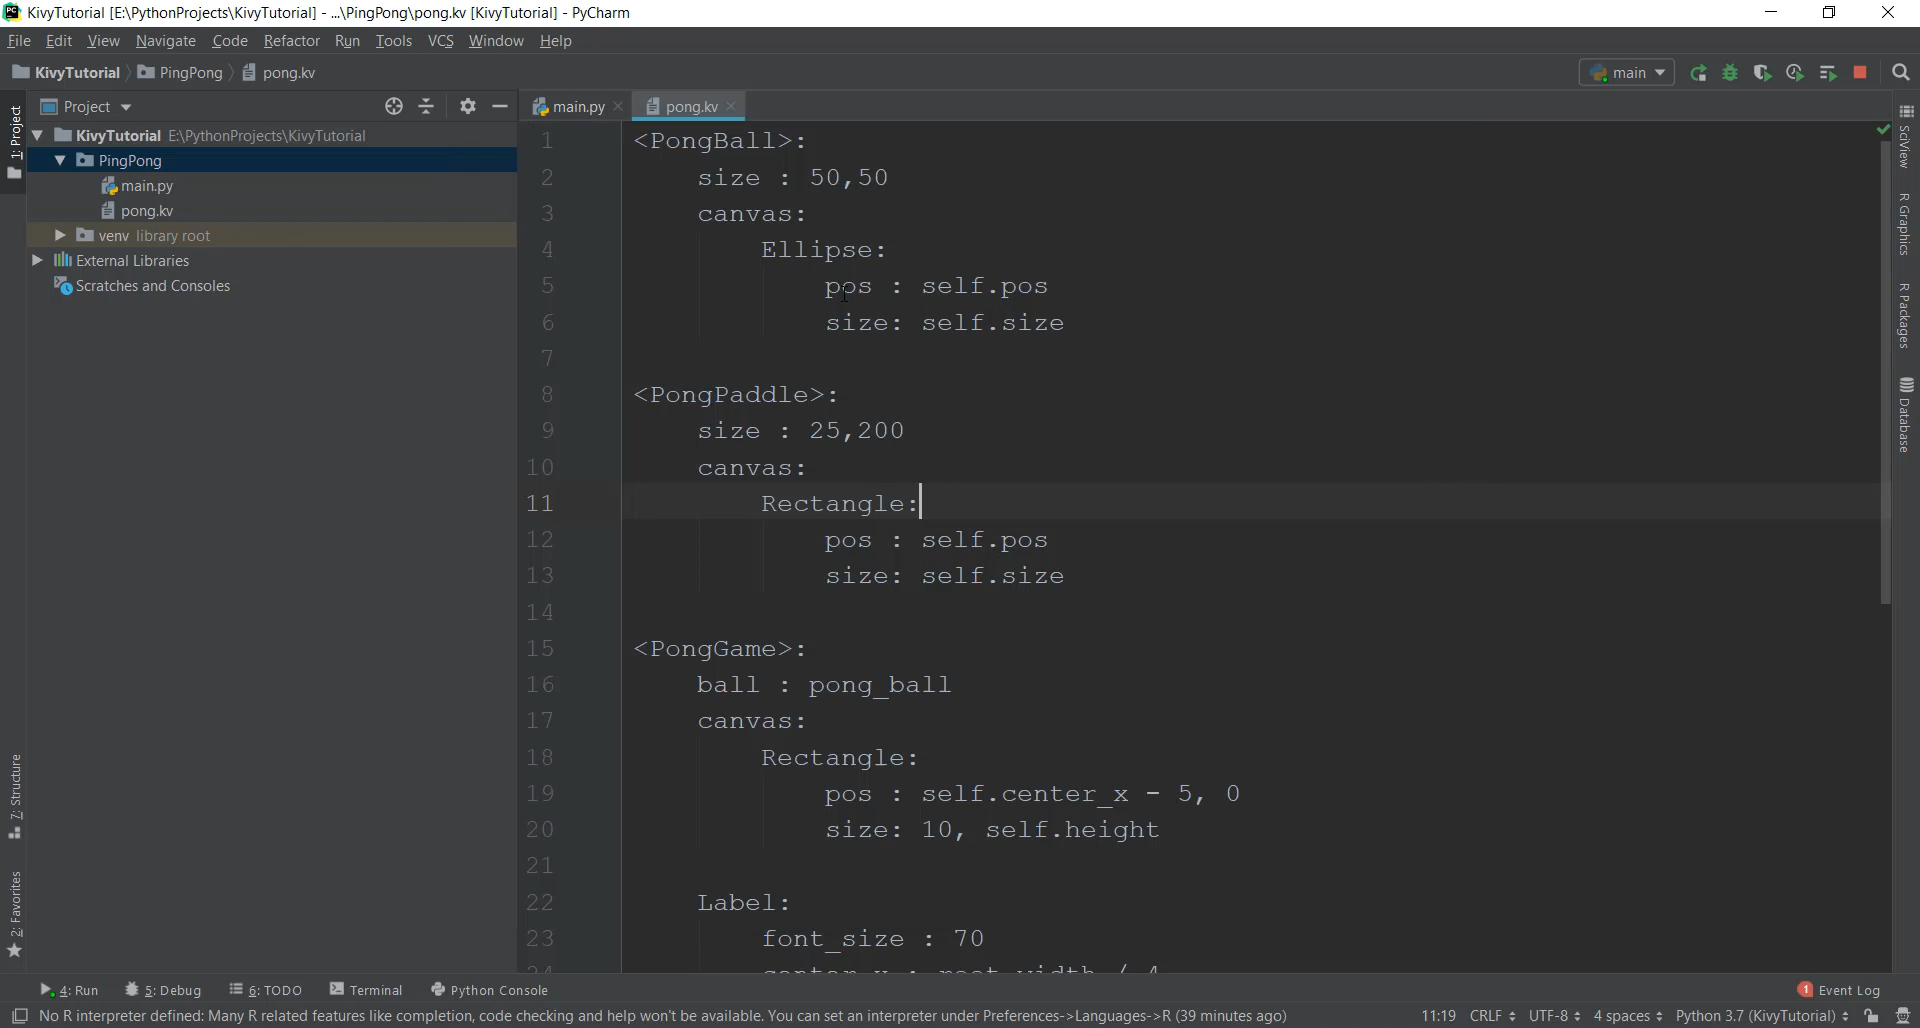 KivyTutorial [E:\PythonProjects\KivyTutorial] - ...\PingPong\pong.kv [KivyTutorial] - PyCharm
File Edit View Navigate Code Refactor Run Tools VCS Window Help
KivyTutorial PingPong pong.kv main
Project main.py pong.kv
1: Project
KivyTutorial E:\PythonProjects\KivyTutorial
PingPong
main.py
pong.kv
venv library root
External Libraries
Scratches and Consoles
7: Structure
2: Favorites
1 <PongBall>:
2 size : 50,50
3 canvas:
4 Ellipse:
5 pos : self.pos
6 size: self.size
7
8 <PongPaddle>:
9 size : 25,200
10 canvas:
11 Rectangle:
12 pos : self.pos
13 size: self.size
14
15 <PongGame>:
16 ball : pong_ball
17 canvas:
18 Rectangle:
19 pos : self.center_x - 5, 0
20 size: 10, self.height
21
22 Label:
23 font_size : 70
24 center_x : root.width / 4
SciView
R Graphics
R Packages
Database
4: Run 5: Debug 6: TODO Terminal Python Console 1 Event Log
No R interpreter defined: Many R related features like completion, code checking and help won't be available. You can set an interpreter under Preferences->Languages->R (39 minutes ago) 11:19 CRLF UTF-8 4 spaces Python 3.7 (KivyTutorial)